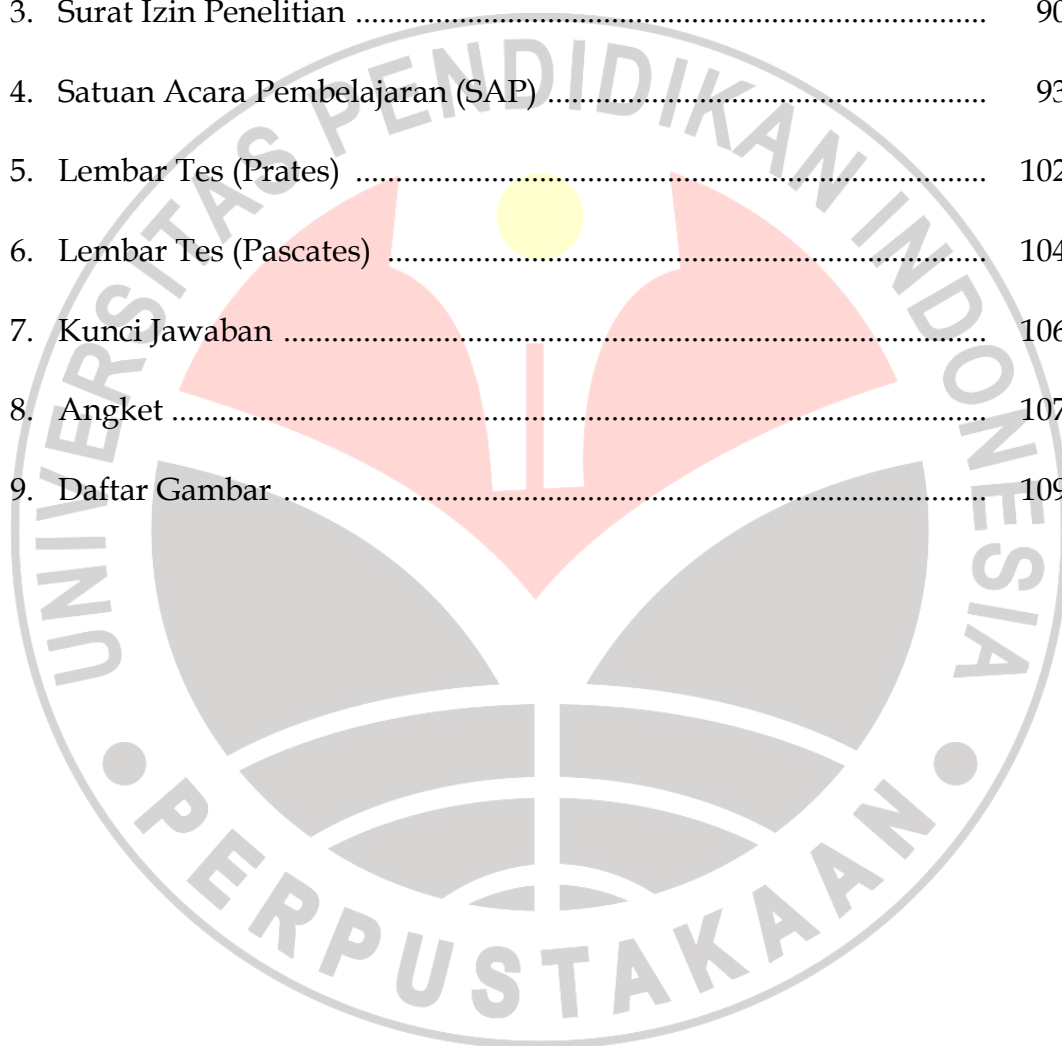 3. Surat Izin Penelitian ........................................................................................ 90
4. Satuan Acara Pembelajaran (SAP) ............................................................. 93
5. Lembar Tes (Prates) ........................................................................................ 102
6. Lembar Tes (Pascates) .................................................................................... 104
7. Kunci Jawaban ................................................................................................... 106
8. Angket ................................................................................................................. 107
9. Daftar Gambar ................................................................................................... 109
UNIVERSITAS PENDIDIKAN INDONESIA
PERPUSTAKAAN